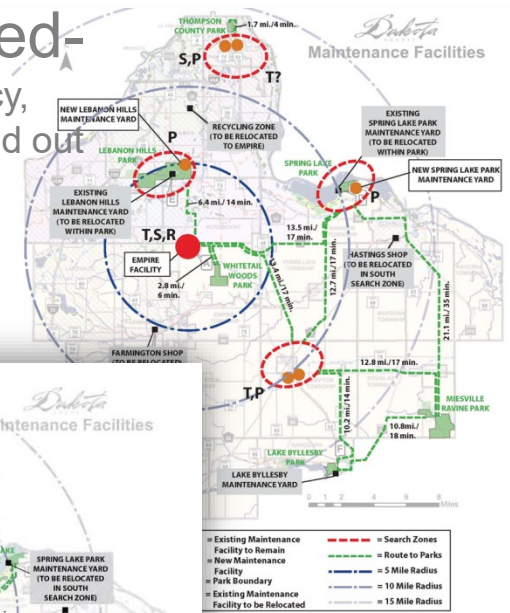 ed-
cy,
d out
Dakota
Maintenance Facilities
THOMPSON
COUNTY PARK
1.7 mi./4 min.
S,P
T?
NEW LEBANON HILLS
MAINTENANCE YARD
P
RECYCLING ZONE
(TO BE RELOCATED
TO EMPIRE)
EXISTING
SPRING LAKE PARK
MAINTENANCE YARD
(TO BE RELOCATED
WITHIN PARK)
LEBANON HILLS
PARK
SPRING LAKE
PARK
NEW SPRING LAKE PARK
MAINTENANCE YARD
P
EXISTING
LEBANON HILLS
MAINTENANCE YARD
(TO BE RELOCATED
WITHIN PARK)
6.4 mi./ 14 min.
T,S,R
13.5 mi./
17 min.
EMPIRE
FACILITY
WHITETAIL
WOODS
PARK
2.8 mi./
6 min.
13.4 mi./17 min.
12.7 mi./17 min.
HASTINGS SHOP
(TO BE RELOCATED
IN SOUTH
SEARCH ZONE)
21.1 mi./ 35 min.
FARMINGTON SHOP
(TO BE RELOCATED)
12.8 mi./17 min.
T,P
10.2 mi./14 min.
MIESVILLE
RAVINE PARK
10.8mi./
18 min.
LAKE BYLLESBY
PARK
LAKE BYLLESBY
MAINTENANCE YARD
0 1 2 4 6 8
Miles
Dakota
intenance Facilities
AKE
SPRING LAKE PARK
MAINTENANCE YARD
(TO BE RELOCATED
IN SOUTH
SEARCH ZONE)
= Existing Maintenance
Facility to Remain
= New Maintenance
Facility
= Park Boundary
= Existing Maintenance
Facility to be Relocated
= Search Zones
= Route to Parks
= 5 Mile Radius
= 10 Mile Radius
= 15 Mile Radius